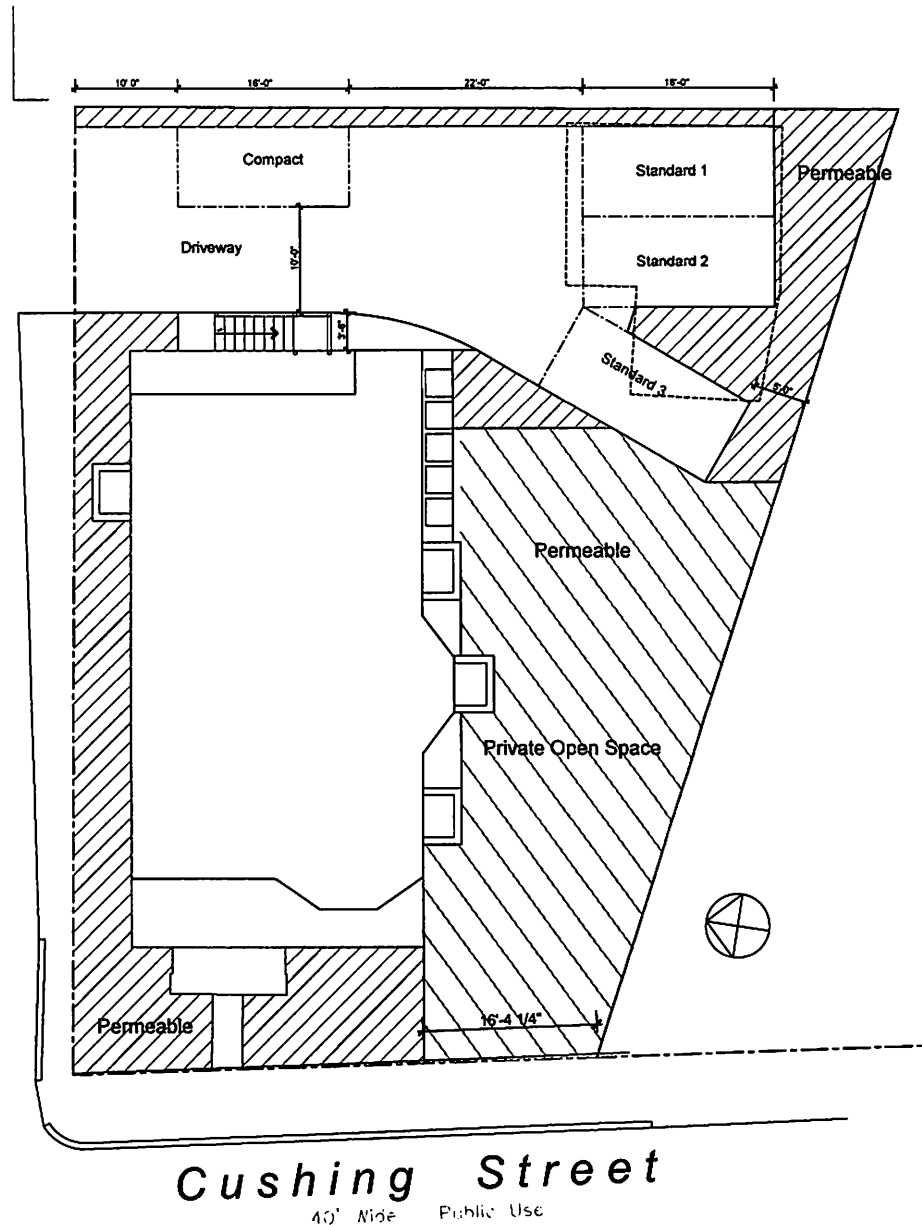 10'0" 16'-0" 22'-0" 18'-0"
Compact
Standard 1
Permeable
Driveway
10'-0"
Standard 2
3'-6"
Standard 3
5'-0"
Permeable
Private Open Space
16'-4 1/4"
Permeable
Cushing Street
40' Wide Public Use